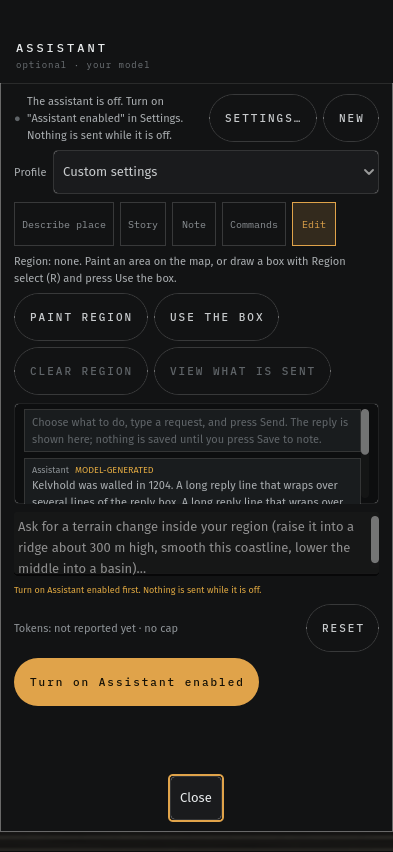 ASSISTANT
optional · your model
The assistant is off. Turn on
"Assistant enabled" in Settings.
Nothing is sent while it is off.
SETTINGS…
NEW
Profile
Custom settings
Describe place
Story
Note
Commands
Edit
Region: none. Paint an area on the map, or draw a box with Region
select (R) and press Use the box.
PAINT REGION
USE THE BOX
CLEAR REGION
VIEW WHAT IS SENT
Choose what to do, type a request, and press Send. The reply is
shown here; nothing is saved until you press Save to note.
Assistant MODEL-GENERATED
Kelvhold was walled in 1204. A long reply line that wraps over
several lines of the reply box. A long reply line that wraps over
Ask for a terrain change inside your region (raise it into a
ridge about 300 m high, smooth this coastline, lower the
middle into a basin)…
Turn on Assistant enabled first. Nothing is sent while it is off.
Tokens: not reported yet · no cap
RESET
Turn on Assistant enabled
Close